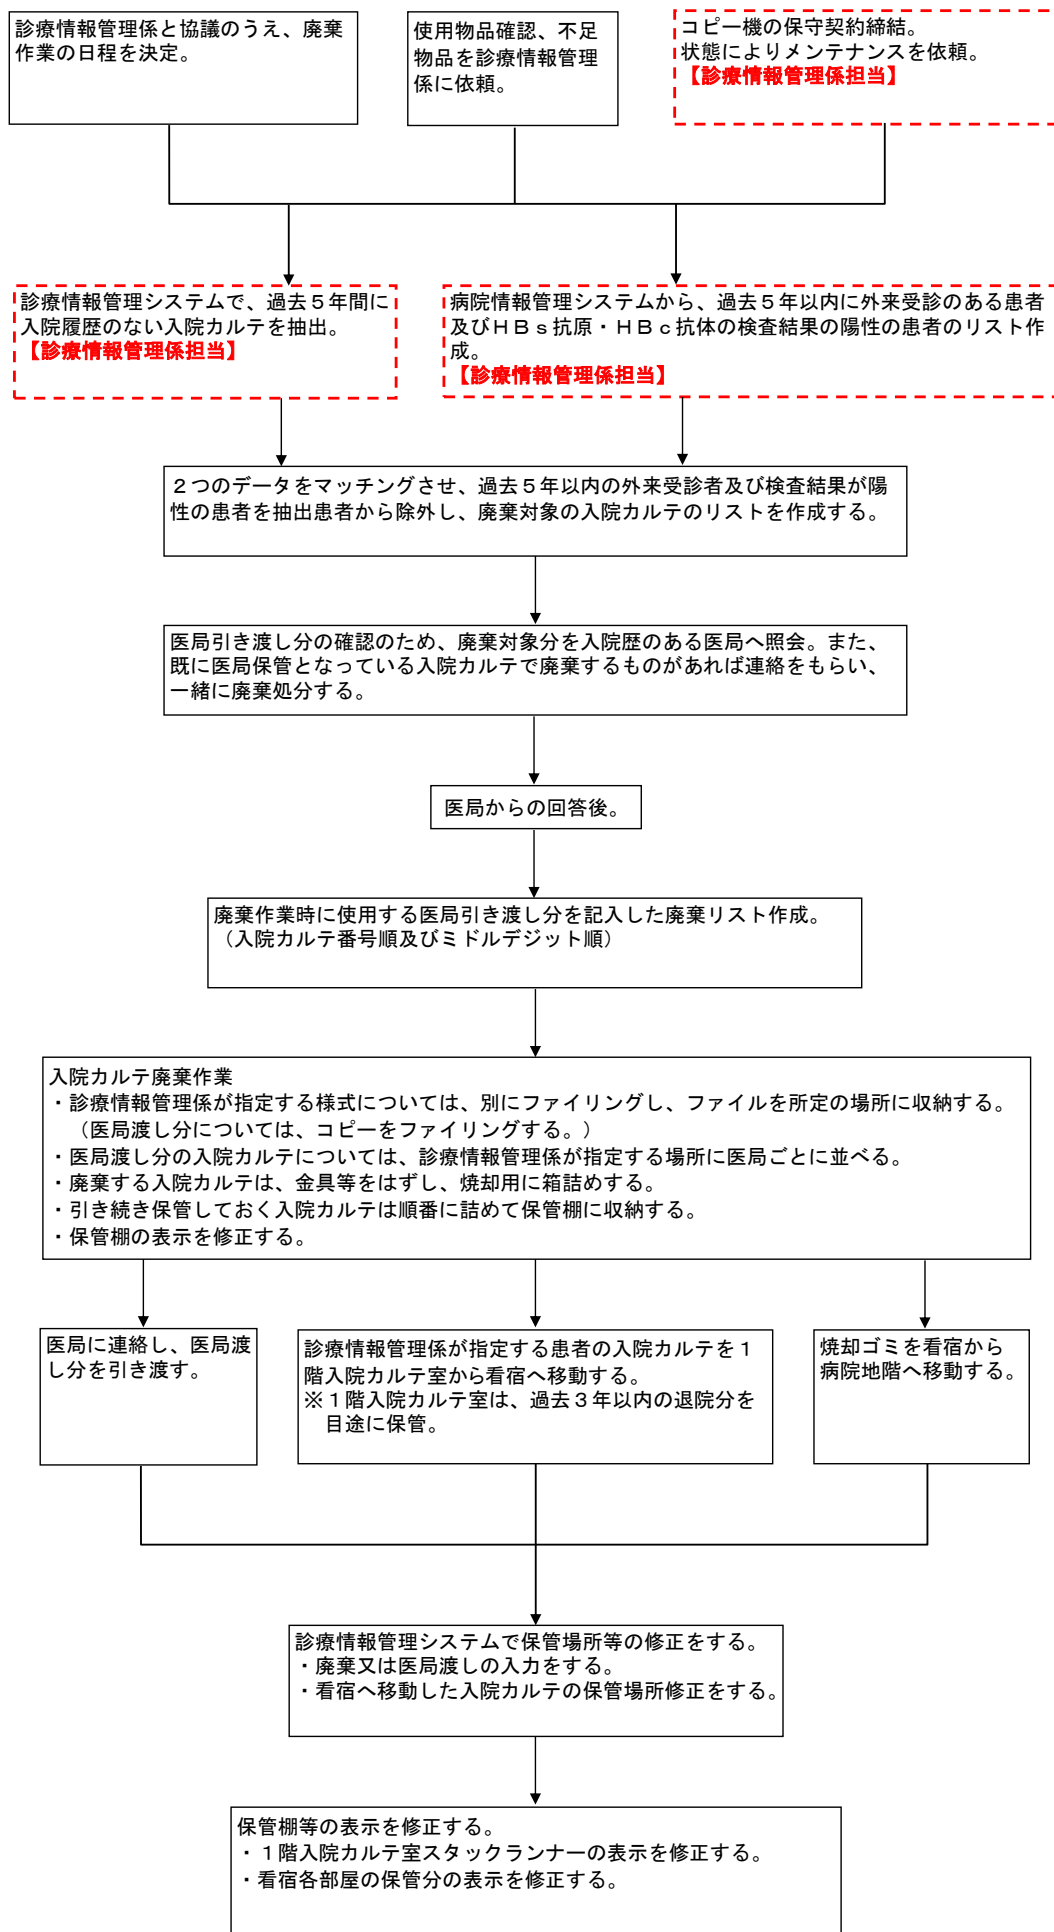 診療情報管理係と協議のうえ、廃棄
作業の日程を決定。
使用物品確認、不足
物品を診療情報管理
係に依頼。
コピー機の保守契約締結。
状態によりメンテナンスを依頼。
【診療情報管理係担当】
診療情報管理システムで、過去５年間に
入院履歴のない入院カルテを抽出。
【診療情報管理係担当】
病院情報管理システムから、過去５年以内に外来受診のある患者
及びＨＢｓ抗原・ＨＢｃ抗体の検査結果の陽性の患者のリスト作
成。
【診療情報管理係担当】
２つのデータをマッチングさせ、過去５年以内の外来受診者及び検査結果が陽
性の患者を抽出患者から除外し、廃棄対象の入院カルテのリストを作成する。
医局引き渡し分の確認のため、廃棄対象分を入院歴のある医局へ照会。また、
既に医局保管となっている入院カルテで廃棄するものがあれば連絡をもらい、
一緒に廃棄処分する。
医局からの回答後。
廃棄作業時に使用する医局引き渡し分を記入した廃棄リスト作成。
（入院カルテ番号順及びミドルデジット順）
入院カルテ廃棄作業
・診療情報管理係が指定する様式については、別にファイリングし、ファイルを所定の場所に収納する。
（医局渡し分については、コピーをファイリングする。）
・医局渡し分の入院カルテについては、診療情報管理係が指定する場所に医局ごとに並べる。
・廃棄する入院カルテは、金具等をはずし、焼却用に箱詰めする。
・引き続き保管しておく入院カルテは順番に詰めて保管棚に収納する。
・保管棚の表示を修正する。
医局に連絡し、医局渡
し分を引き渡す。
診療情報管理係が指定する患者の入院カルテを１
階入院カルテ室から看宿へ移動する。
※１階入院カルテ室は、過去３年以内の退院分を
目途に保管。
焼却ゴミを看宿から
病院地階へ移動する。
診療情報管理システムで保管場所等の修正をする。
・廃棄又は医局渡しの入力をする。
・看宿へ移動した入院カルテの保管場所修正をする。
保管棚等の表示を修正する。
・１階入院カルテ室スタックランナーの表示を修正する。
・看宿各部屋の保管分の表示を修正する。